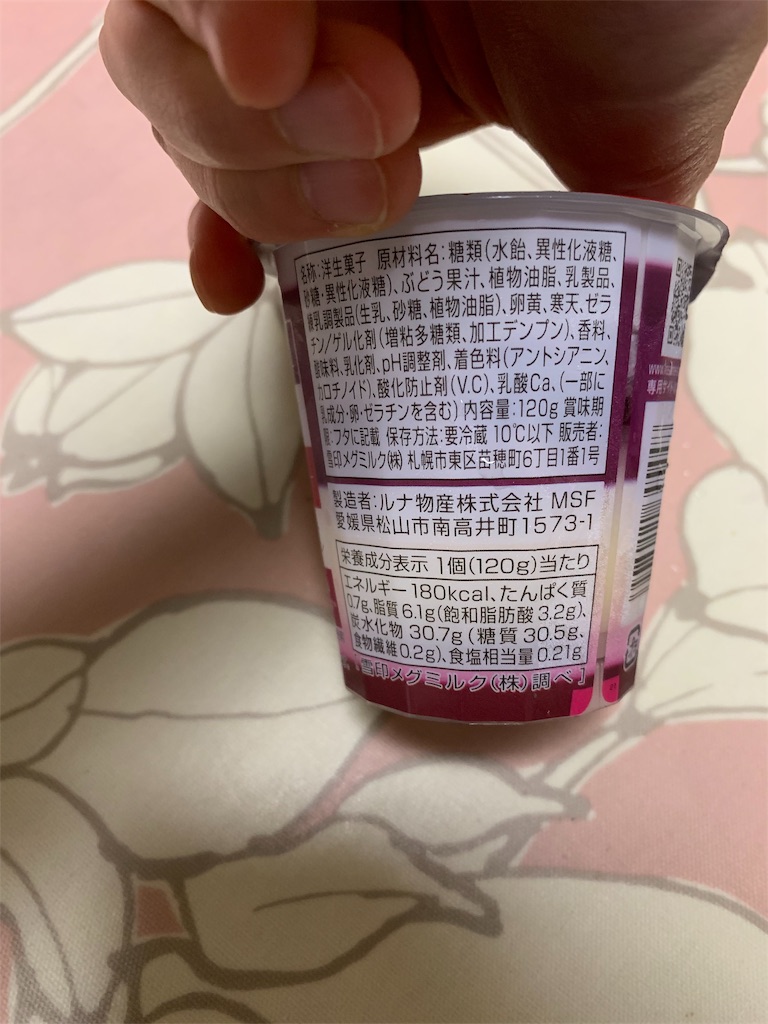 名称:洋生菓子 原材料名:糖類(水飴、異性化液糖、
砂糖・異性化液糖)、ぶどう果汁、植物油脂、乳製品、
練乳調製品(生乳、砂糖、植物油脂)、卵黄、寒天、ゼラ
チン/ゲル化剤(増粘多糖類、加工デンプン)、香料、
酸味料、乳化剤、pH調整剤、着色料(アントシアニン、
カロチノイド)、酸化防止剤(V.C)、乳酸Ca、(一部に
乳成分・卵・ゼラチンを含む) 内容量:120g 賞味期
限:フタに記載 保存方法:要冷蔵 10℃以下 販売者:
雪印メグミルク(株) 札幌市東区苗穂町6丁目1番1号
製造者:ルナ物産株式会社 MSF
愛媛県松山市南高井町1573-1
栄養成分表示 1個(120g)当たり
エネルギー180kcal、たんぱく質
0.7g、脂質6.1g(飽和脂肪酸3.2g)、
炭水化物 30.7g(糖質30.5g、
食物繊維0.2g)、食塩相当量0.21g
雪印メグミルク(株)調べ]
www
専用サイ